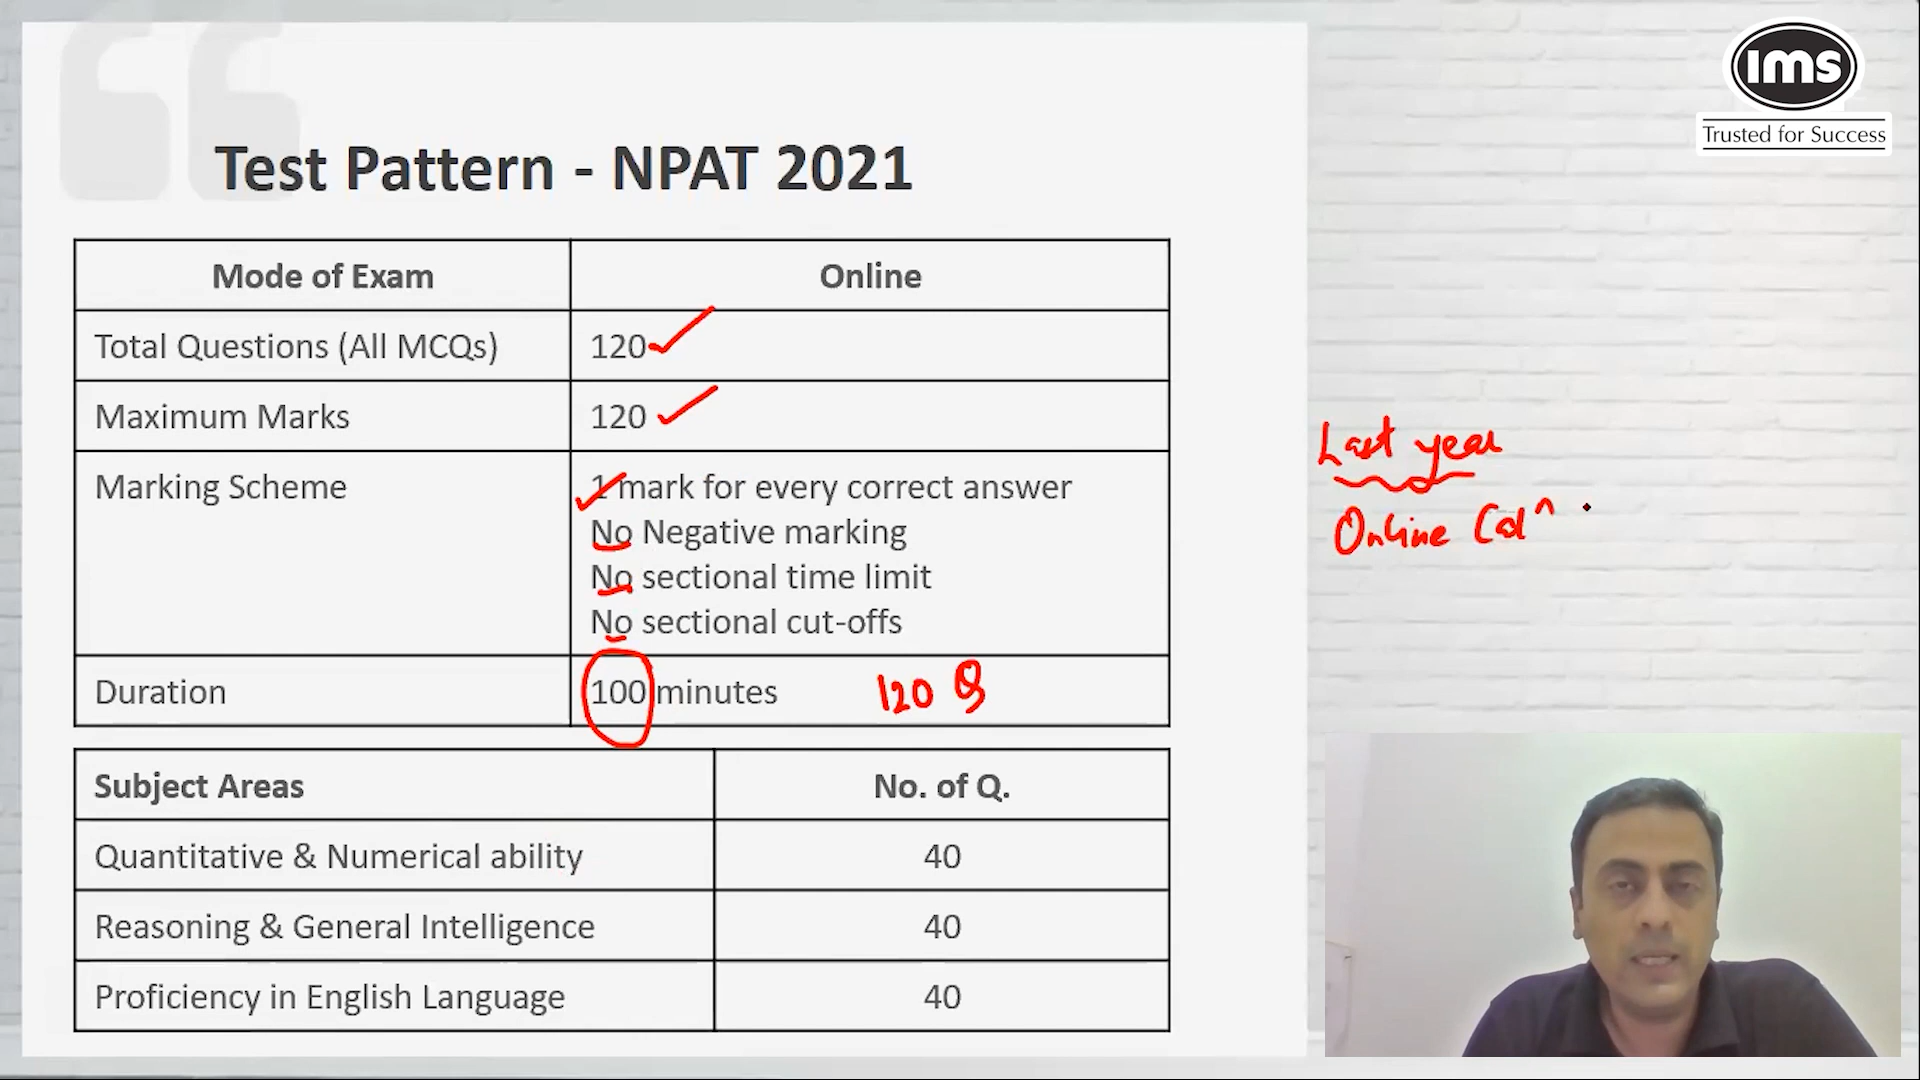 ims
Trusted for Success
Test Pattern - NPAT 2021
Mode of Exam Online
Total Questions (All MCQs) 120
Maximum Marks 120
Marking Scheme 1 mark for every correct answer
No Negative marking
No sectional time limit
No sectional cut-offs
Duration 100 minutes 120 Q
Last year
Online Cal^n
Subject Areas No. of Q.
Quantitative & Numerical ability 40
Reasoning & General Intelligence 40
Proficiency in English Language 40